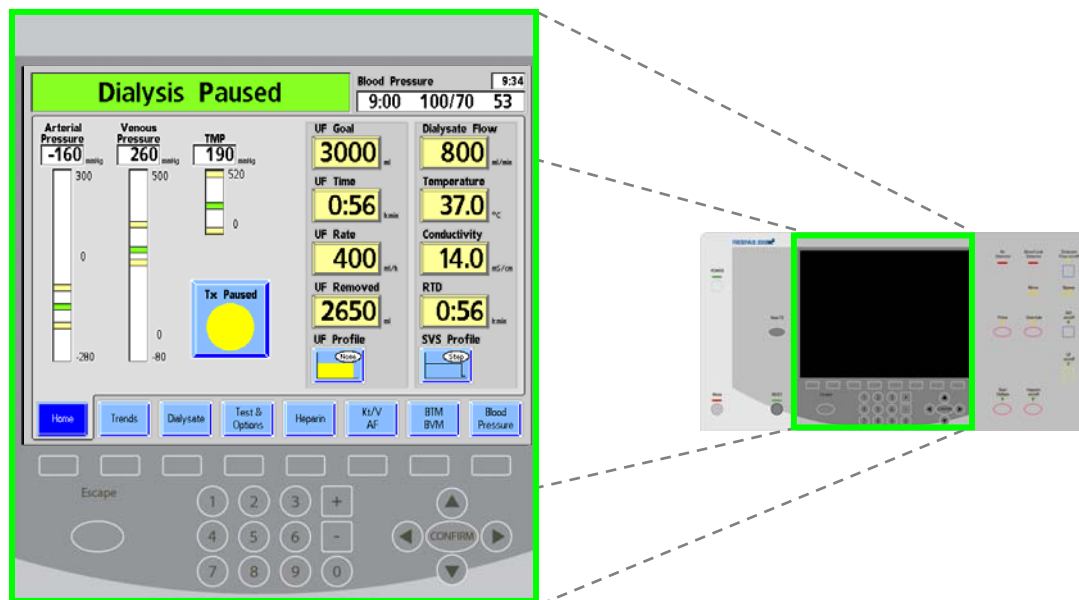 Dialysis Paused
Blood Pressure 9:34
9:00 100/70 53
Arterial Pressure
-160 mmHg
300
0
-280
Venous Pressure
260 mmHg
500
0
-80
TMP
190 mmHg
520
0
Tx Paused
UF Goal
3000 ml
UF Time
0:56 h:min
UF Rate
400 ml/h
UF Removed
2650 ml
UF Profile
None
Dialysate Flow
800 ml/min
Temperature
37.0 °C
Conductivity
14.0 mS/cm
RTD
0:56 h:min
SVS Profile
Step
Home
Trends
Dialysate
Test & Options
Heparin
Kt/V AF
BTM BVM
Blood Pressure
Escape
1 2 3 +
4 5 6 -
7 8 9 0
CONFIRM